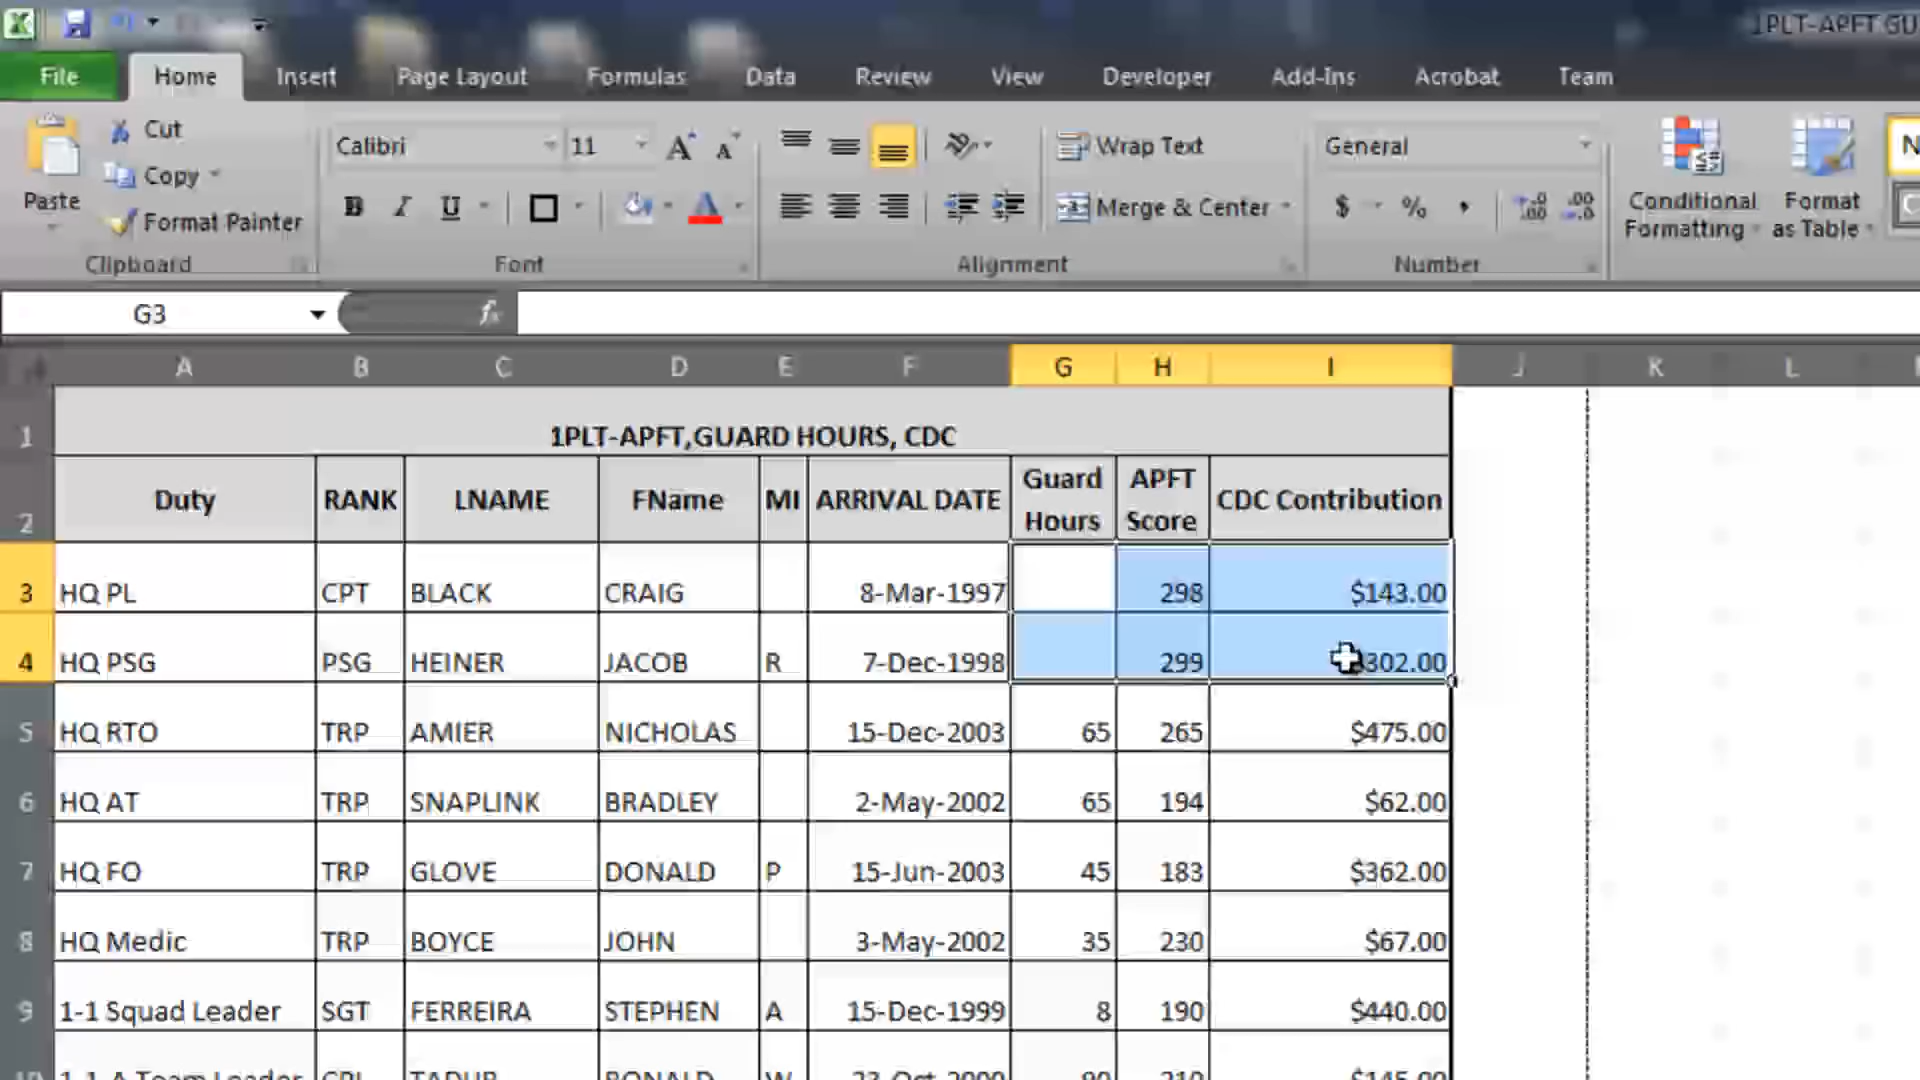 1PLT-APFT GU
File Home Insert Page Layout Formulas Data Review View Developer Add-Ins Acrobat Team
Cut
Copy
Paste
Format Painter
Calibri 11
B I U
Wrap Text
Merge & Center
General
$ %
Conditional
Formatting
Format
as Table
Clipboard Font Alignment Number
G3 fx
A B C D E F G H I J K L
1 1PLT-APFT,GUARD HOURS, CDC
2 Duty RANK LNAME FName MI ARRIVAL DATE Guard Hours APFT Score CDC Contribution
3 HQ PL CPT BLACK CRAIG 8-Mar-1997 298 $143.00
4 HQ PSG PSG HEINER JACOB R 7-Dec-1998 299 302.00
5 HQ RTO TRP AMIER NICHOLAS 15-Dec-2003 65 265 $475.00
6 HQ AT TRP SNAPLINK BRADLEY 2-May-2002 65 194 $62.00
7 HQ FO TRP GLOVE DONALD P 15-Jun-2003 45 183 $362.00
8 HQ Medic TRP BOYCE JOHN 3-May-2002 35 230 $67.00
9 1-1 Squad Leader SGT FERREIRA STEPHEN A 15-Dec-1999 8 190 $440.00